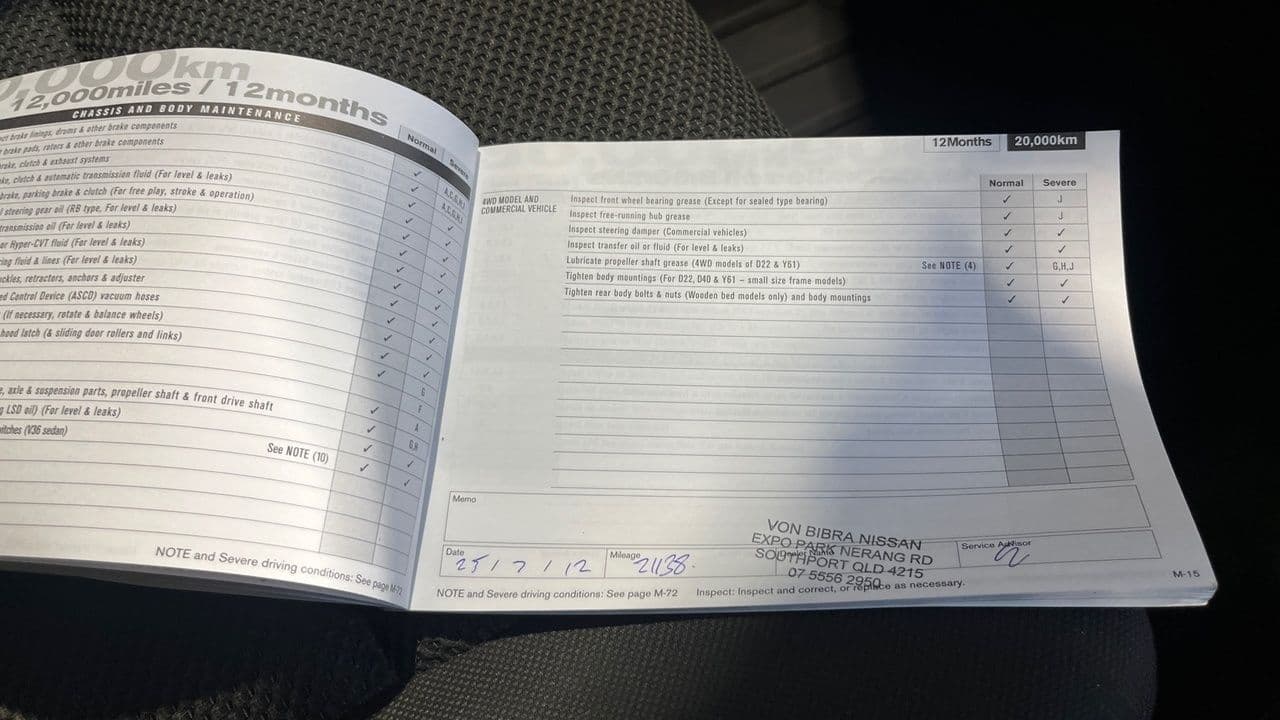 000km
12,000miles / 12months
CHASSIS AND BODY MAINTENANCE
Normal Severe
brake linings, drums & other brake components
brake pads, rotors & other brake components ✓ A,C,G,H,I
clutch & exhaust systems ✓ A,C,G,H,I
clutch & automatic transmission fluid (For level & leaks) ✓ ✓
brake, parking brake & clutch (For free play, stroke & operation) ✓ ✓
steering gear oil (RB type, For level & leaks) ✓ ✓
transmission oil (For level & leaks) ✓ ✓
or Hyper-CVT fluid (For level & leaks) ✓ ✓
fluid & lines (For level & leaks) ✓ ✓
retractors, anchors & adjuster ✓ ✓
Control Device (ASCD) vacuum hoses ✓ ✓
(If necessary, rotate & balance wheels) ✓ ✓
hood latch (& sliding door rollers and links) ✓ ✓
G
axle & suspension parts, propeller shaft & front drive shaft ✓ F
LSD oil) (For level & leaks) ✓ A
(V36 sedan) ✓ G,H
See NOTE (10) ✓ ✓
✓
NOTE and Severe driving conditions: See page M-72
12Months 20,000km
Normal Severe
4WD MODEL AND COMMERCIAL VEHICLE
Inspect front wheel bearing grease (Except for sealed type bearing) ✓ J
Inspect free-running hub grease ✓ J
Inspect steering damper (Commercial vehicles) ✓ ✓
Inspect transfer oil or fluid (For level & leaks) ✓ ✓
Lubricate propeller shaft grease (4WD models of D22 & Y61) See NOTE (4) ✓ G,H,J
Tighten body mountings (For D22, D40 & Y61 – small size frame models) ✓ ✓
Tighten rear body bolts & nuts (Wooden bed models only) and body mountings ✓ ✓
Memo
Date 25 / 7 / 12 Mileage 21138. Service Advisor
VON BIBRA NISSAN
EXPO PARK NERANG RD
SOUTHPORT QLD 4215
07 5556 2950
NOTE and Severe driving conditions: See page M-72 Inspect: Inspect and correct, or replace as necessary.
M-15